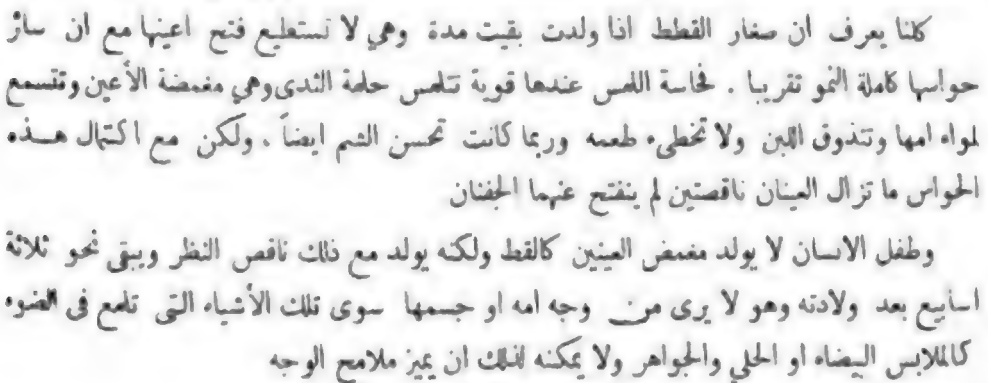 كلنا يعرف ان صغار القطط اذا ولدت بقيت مدة وهي لا تستطيع فتح اعينها مع ان سائر
حواسها كاملة النمو تقريبا . فحاسة اللمس عندها قوية تتلمس حلمة الثدى وهي مغمضة الأعين وتتسمع
لمواء امها وتتذوق اللبن ولا تخطىء طعمه وربما كانت تحسن الشم ايضاً . ولكن مع اكتمال هذه
الحواس ما تزال العينان ناقصتين لم ينفتح عنهما الجفنان
وطفل الانسان لا يولد مغمض العينين كالقط ولكنه يولد مع ذلك ناقص النظر ويبقى نحو ثلاثة
اسابيع بعد ولادته وهو لا يرى من وجه امه او جسمها سوى تلك الأشياء التى تلمع فى الضوء
كالملابس البيضاء او الحلي والجواهر ولا يمكنه لذلك ان يميز ملامح الوجه